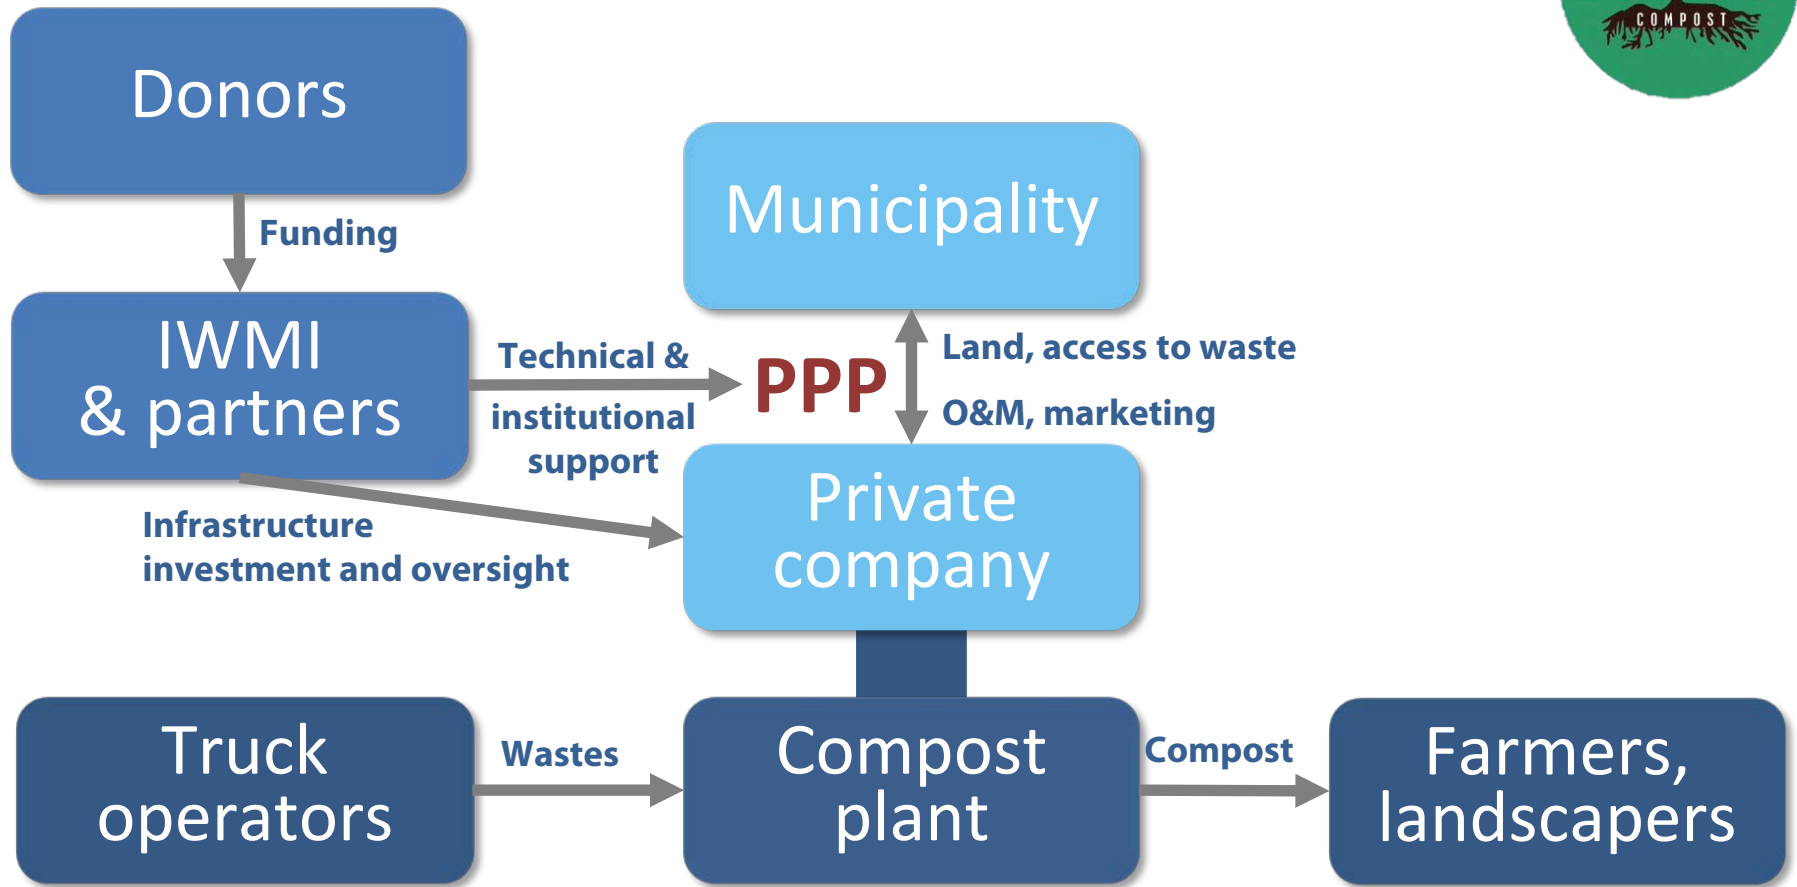 COMPOST
Donors
Funding
Municipality
IWMI
& partners
Technical &
institutional
support
PPP
Land, access to waste
O&M, marketing
Infrastructure
investment and oversight
Private
company
Truck
operators
Wastes
Compost
plant
Compost
Farmers,
landscapers